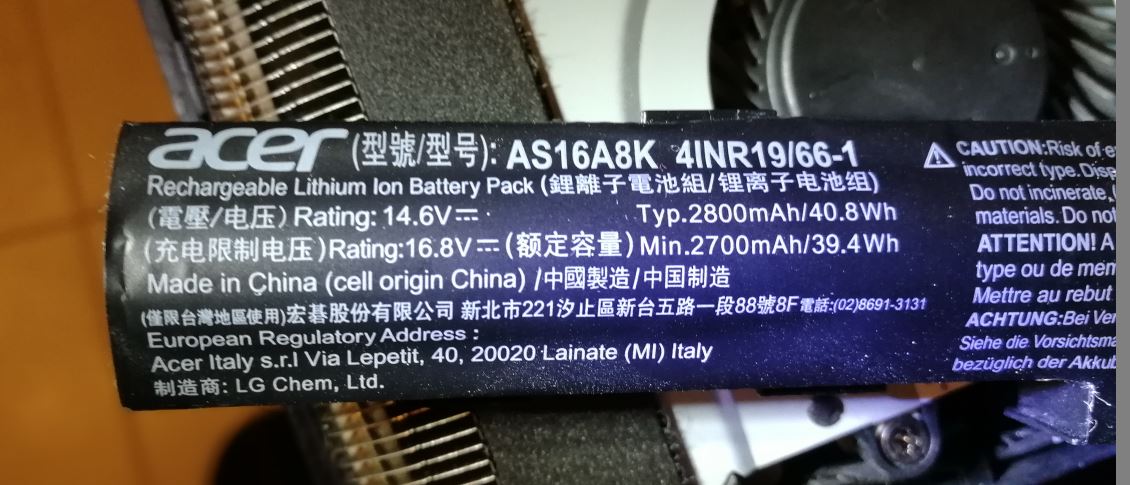 acer (型號/型号): AS16A8K 4INR19/66-1
Rechargeable Lithium Ion Battery Pack (鋰離子電池組/锂离子电池组)
(電壓/电压) Rating: 14.6V⎓ Typ.2800mAh/40.8Wh
(充电限制电压)Rating:16.8V⎓(额定容量) Min.2700mAh/39.4Wh
Made in China (cell origin China) /中國製造/中国制造
(僅限台灣地區使用)宏碁股份有限公司 新北市221汐止區新台五路一段88號8F電話:(02)8691-3131
European Regulatory Address :
Acer Italy s.r.l Via Lepetit, 40, 20020 Lainate (MI) Italy
制造商: LG Chem, Ltd.
⚠ CAUTION:Risk of
incorrect type.
Do not incinerate,
materials. Do not
ATTENTION!
type ou de
Mettre au rebut
ACHTUNG:Bei
Siehe die
bezüglich der